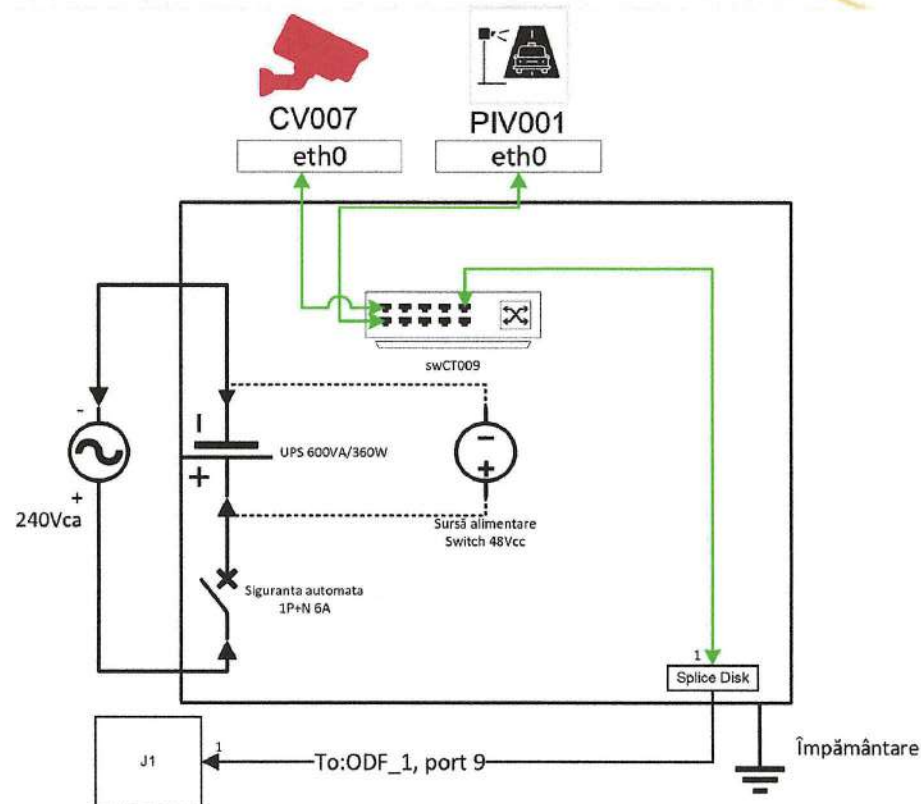 CV007
PIV001
eth0
eth0
swCT009
-
+
240Vca
-
+
UPS 600VA/360W
-
+
Sursă alimentare
Switch 48Vcc
Siguranta automata
1P+N 6A
1
Splice Disk
J1
1
To:ODF_1, port 9
Împământare